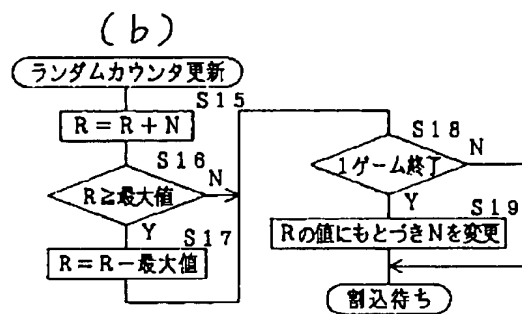 (b)
ランダムカウンタ更新
S15
R=R+N
S16
R≧最大値
N
Y
S17
R=R-最大値
S18
1ゲーム終了
N
Y
S19
Rの値にもとづきNを変更
割込待ち